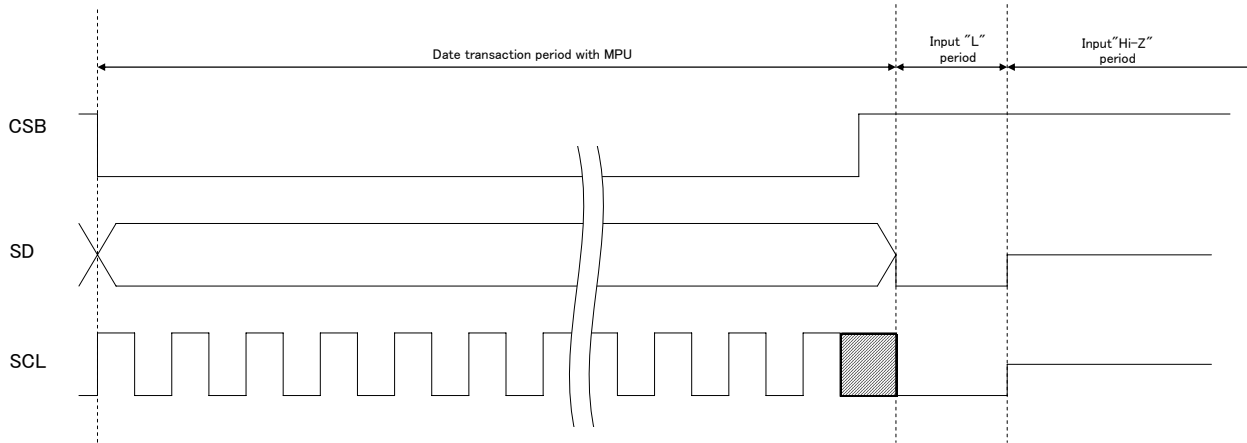 Date transaction period with MPU
Input "L"
period
Input"Hi-Z"
period
CSB
SD
SCL